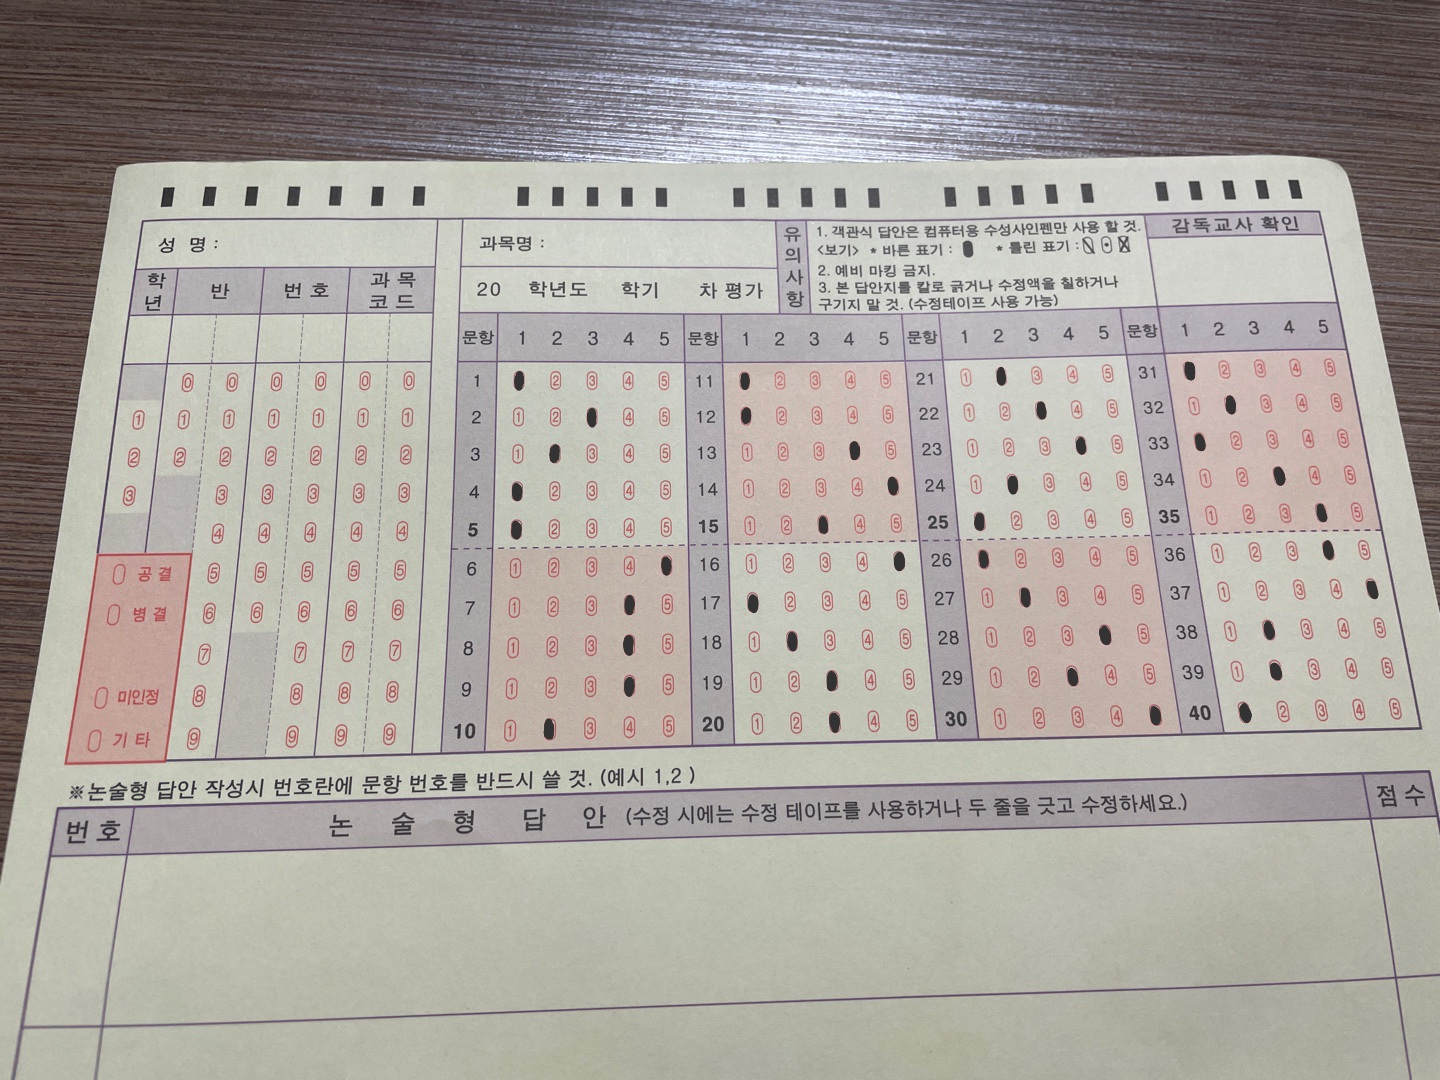 성 명 :
과목명 :
20 학년도 학기 차 평가
유의사항
1. 객관식 답안은 컴퓨터용 수성사인펜만 사용 할 것.
<보기> * 바른 표기 : * 틀린 표기 :
2. 예비 마킹 금지.
3. 본 답안지를 칼로 긁거나 수정액을 칠하거나
구기지 말 것. (수정테이프 사용 가능)
감독교사 확인
학년 반 번호 과목코드
0 0 0 0 0 0
1 1 1 1 1 1 1
2 2 2 2 2 2 2
3 3 3 3 3 3
4 4 4 4 4
공결 5 5 5 5 5
병결 6 6 6 6 6
7 7 7 7
미인정 8 8 8 8
기타 9 9 9 9
문항 1 2 3 4 5 문항 1 2 3 4 5 문항 1 2 3 4 5 문항 1 2 3 4 5
1 2 3 4 5 11 2 3 4 5 21 1 3 4 5 31 2 3 4 5
2 1 2 4 5 12 2 3 4 5 22 1 2 4 5 32 1 3 4 5
3 1 3 4 5 13 1 2 3 5 23 1 2 3 5 33 2 3 4 5
4 2 3 4 5 14 1 2 3 4 24 1 3 4 5 34 1 2 4 5
5 2 3 4 5 15 1 2 4 5 25 2 3 4 5 35 1 2 3 5
6 1 2 3 4 16 1 2 3 4 26 2 3 4 5 36 1 2 3 5
7 1 2 3 5 17 2 3 4 5 27 1 3 4 5 37 1 2 3 4
8 1 2 3 5 18 1 3 4 5 28 1 2 3 5 38 1 3 4 5
9 1 2 3 5 19 1 2 4 5 29 1 2 4 5 39 1 3 4 5
10 1 3 4 5 20 1 2 4 5 30 1 2 3 4 40 2 3 4 5
※논술형 답안 작성시 번호란에 문항 번호를 반드시 쓸 것. (예시 1,2 )
번호 논 술 형 답 안 (수정 시에는 수정 테이프를 사용하거나 두 줄을 긋고 수정하세요.) 점수